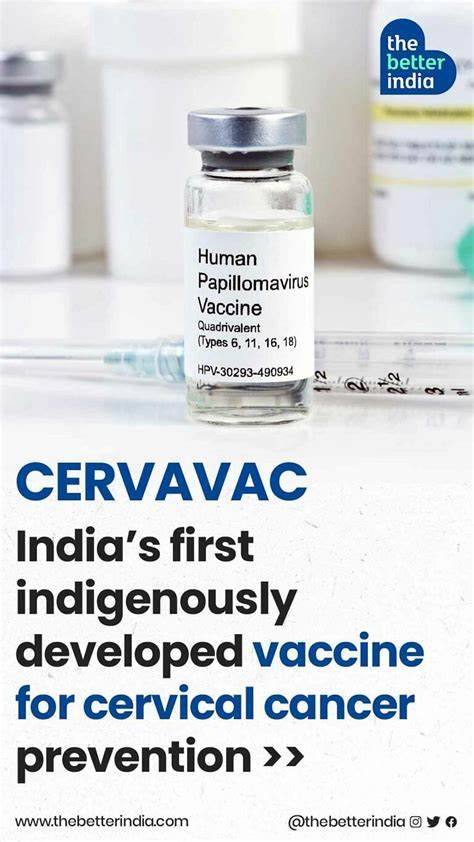 the
better
india
Human
Papillomavirus
Vaccine
Quadrivalent
(Types 6, 11, 16, 18)
HPV-30293-490934
CERVAVAC
India's first
indigenously
developed vaccine
for cervical cancer
prevention >>
www.thebetterindia.com
@thebetterindia